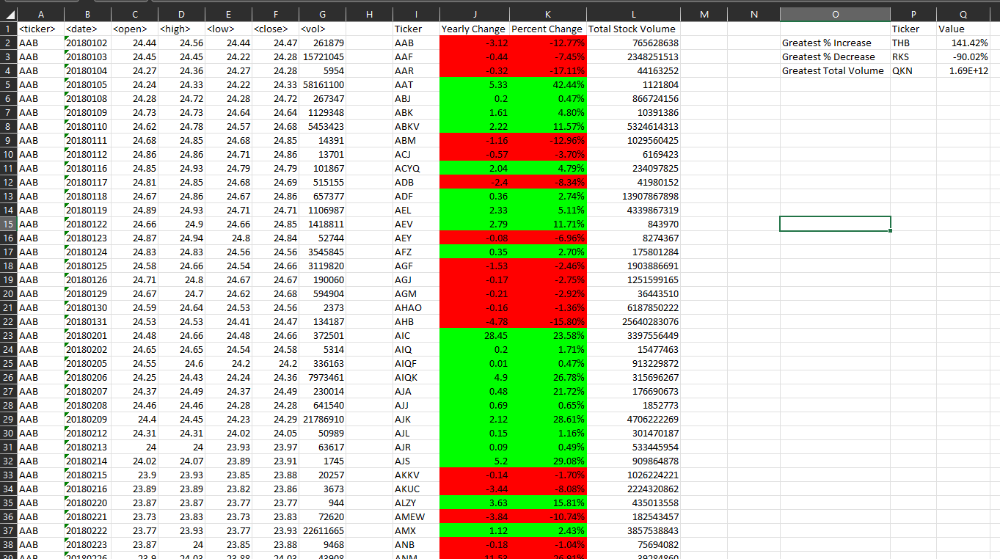 A B C D E F G H I J K L M N O P Q
1 <ticker> <date> <open> <high> <low> <close> <vol> Ticker Yearly Change Percent Change Total Stock Volume Ticker Value
2 AAB 20180102 24.44 24.56 24.44 24.47 261879 AAB -3.12 -12.77% 765628638 Greatest % Increase THB 141.42%
3 AAB 20180103 24.45 24.45 24.22 24.28 15721045 AAF -0.44 -7.45% 2348251513 Greatest % Decrease RKS -90.02%
4 AAB 20180104 24.27 24.36 24.27 24.28 5954 AAR -0.32 -17.11% 44163252 Greatest Total Volume QKN 1.69E+12
5 AAB 20180105 24.24 24.33 24.22 24.33 58161100 AAT 5.33 42.44% 1121804
6 AAB 20180108 24.28 24.72 24.28 24.72 267347 ABJ 0.2 0.47% 866724156
7 AAB 20180109 24.73 24.73 24.64 24.64 1129348 ABK 1.61 4.80% 10391386
8 AAB 20180110 24.62 24.78 24.57 24.68 5453423 ABKV 2.22 11.57% 5324614313
9 AAB 20180111 24.68 24.85 24.68 24.85 14391 ABM -1.16 -12.96% 1029560425
10 AAB 20180112 24.86 24.86 24.71 24.86 13701 ACJ -0.57 -3.70% 6169423
11 AAB 20180116 24.85 24.93 24.79 24.79 101867 ACYQ 2.04 4.79% 234097825
12 AAB 20180117 24.81 24.85 24.68 24.69 515155 ADB -2.4 -8.34% 41980152
13 AAB 20180118 24.67 24.86 24.67 24.86 657377 ADF 0.36 2.74% 13907867898
14 AAB 20180119 24.89 24.93 24.71 24.71 1106987 AEL 2.33 5.11% 4339867319
15 AAB 20180122 24.66 24.9 24.66 24.85 1418811 AEV 2.79 11.71% 843970
16 AAB 20180123 24.87 24.94 24.8 24.84 52744 AEY -0.08 -6.96% 8274367
17 AAB 20180124 24.83 24.83 24.56 24.56 3545845 AFZ 0.35 2.70% 175801284
18 AAB 20180125 24.58 24.66 24.54 24.66 3119820 AGF -1.53 -2.46% 1903886691
19 AAB 20180126 24.71 24.8 24.67 24.67 190060 AGJ -0.17 -2.75% 1251599165
20 AAB 20180129 24.67 24.7 24.62 24.68 594904 AGM -0.21 -2.92% 36443510
21 AAB 20180130 24.59 24.64 24.53 24.56 2373 AHAO -0.16 -1.36% 6187850222
22 AAB 20180131 24.53 24.53 24.41 24.47 134187 AHB -4.78 -15.80% 25640283076
23 AAB 20180201 24.48 24.66 24.48 24.66 372501 AIC 28.45 23.58% 3397556449
24 AAB 20180202 24.65 24.65 24.54 24.58 5314 AIQ 0.2 1.71% 15477463
25 AAB 20180205 24.55 24.6 24.2 24.2 336163 AIQF 0.01 0.47% 913229872
26 AAB 20180206 24.25 24.43 24.24 24.36 7973461 AIQK 4.9 26.78% 315696267
27 AAB 20180207 24.37 24.49 24.37 24.49 230014 AJA 0.48 21.72% 176690673
28 AAB 20180208 24.46 24.46 24.28 24.28 641540 AJJ 0.69 0.65% 1852773
29 AAB 20180209 24.4 24.45 24.23 24.29 21786910 AJK 2.12 28.61% 4706222269
30 AAB 20180212 24.31 24.31 24.02 24.05 50989 AJL 0.15 1.16% 301470187
31 AAB 20180213 24 24 23.93 23.97 63617 AJR 0.09 0.49% 533445954
32 AAB 20180214 24.02 24.07 23.89 23.91 1745 AJS 5.2 29.08% 909864878
33 AAB 20180215 23.9 23.93 23.85 23.88 20257 AKKV -0.14 -1.70% 1026224221
34 AAB 20180216 23.89 23.89 23.82 23.86 3673 AKUC -3.44 -8.08% 2224320862
35 AAB 20180220 23.87 23.87 23.77 23.77 944 ALZY 3.63 15.81% 435013558
36 AAB 20180221 23.73 23.83 23.73 23.83 72620 AMEW -3.84 -10.74% 182543457
37 AAB 20180222 23.77 23.93 23.77 23.93 22611665 AMX 1.12 2.43% 3857538843
38 AAB 20180223 23.87 24 23.85 23.88 9468 ANB -0.18 -1.04% 75694082
39 AAB 20180226 23.9 24.03 23.88 24.03 43908 ANM